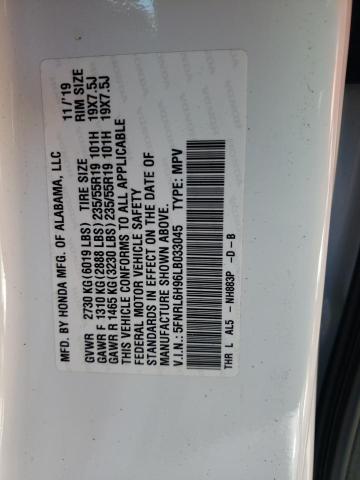 MFD. BY HONDA MFG. OF ALABAMA, LLC 11/'19
GVWR 2730 KG(6019 LBS) TIRE SIZE RIM SIZE
GAWR F 1310 KG(2888 LBS)235/55R19 101H 19X7.5J
GAWR R 1465 KG(3230 LBS)235/55R19 101H 19X7.5J
THIS VEHICLE CONFORMS TO ALL APPLICABLE
FEDERAL MOTOR VEHICLE SAFETY
STANDARDS IN EFFECT ON THE DATE OF
MANUFACTURE SHOWN ABOVE.
V.I.N.: 5FNRL6H96LB033045 TYPE: MPV
THR L AL5 - NH883P -D-B